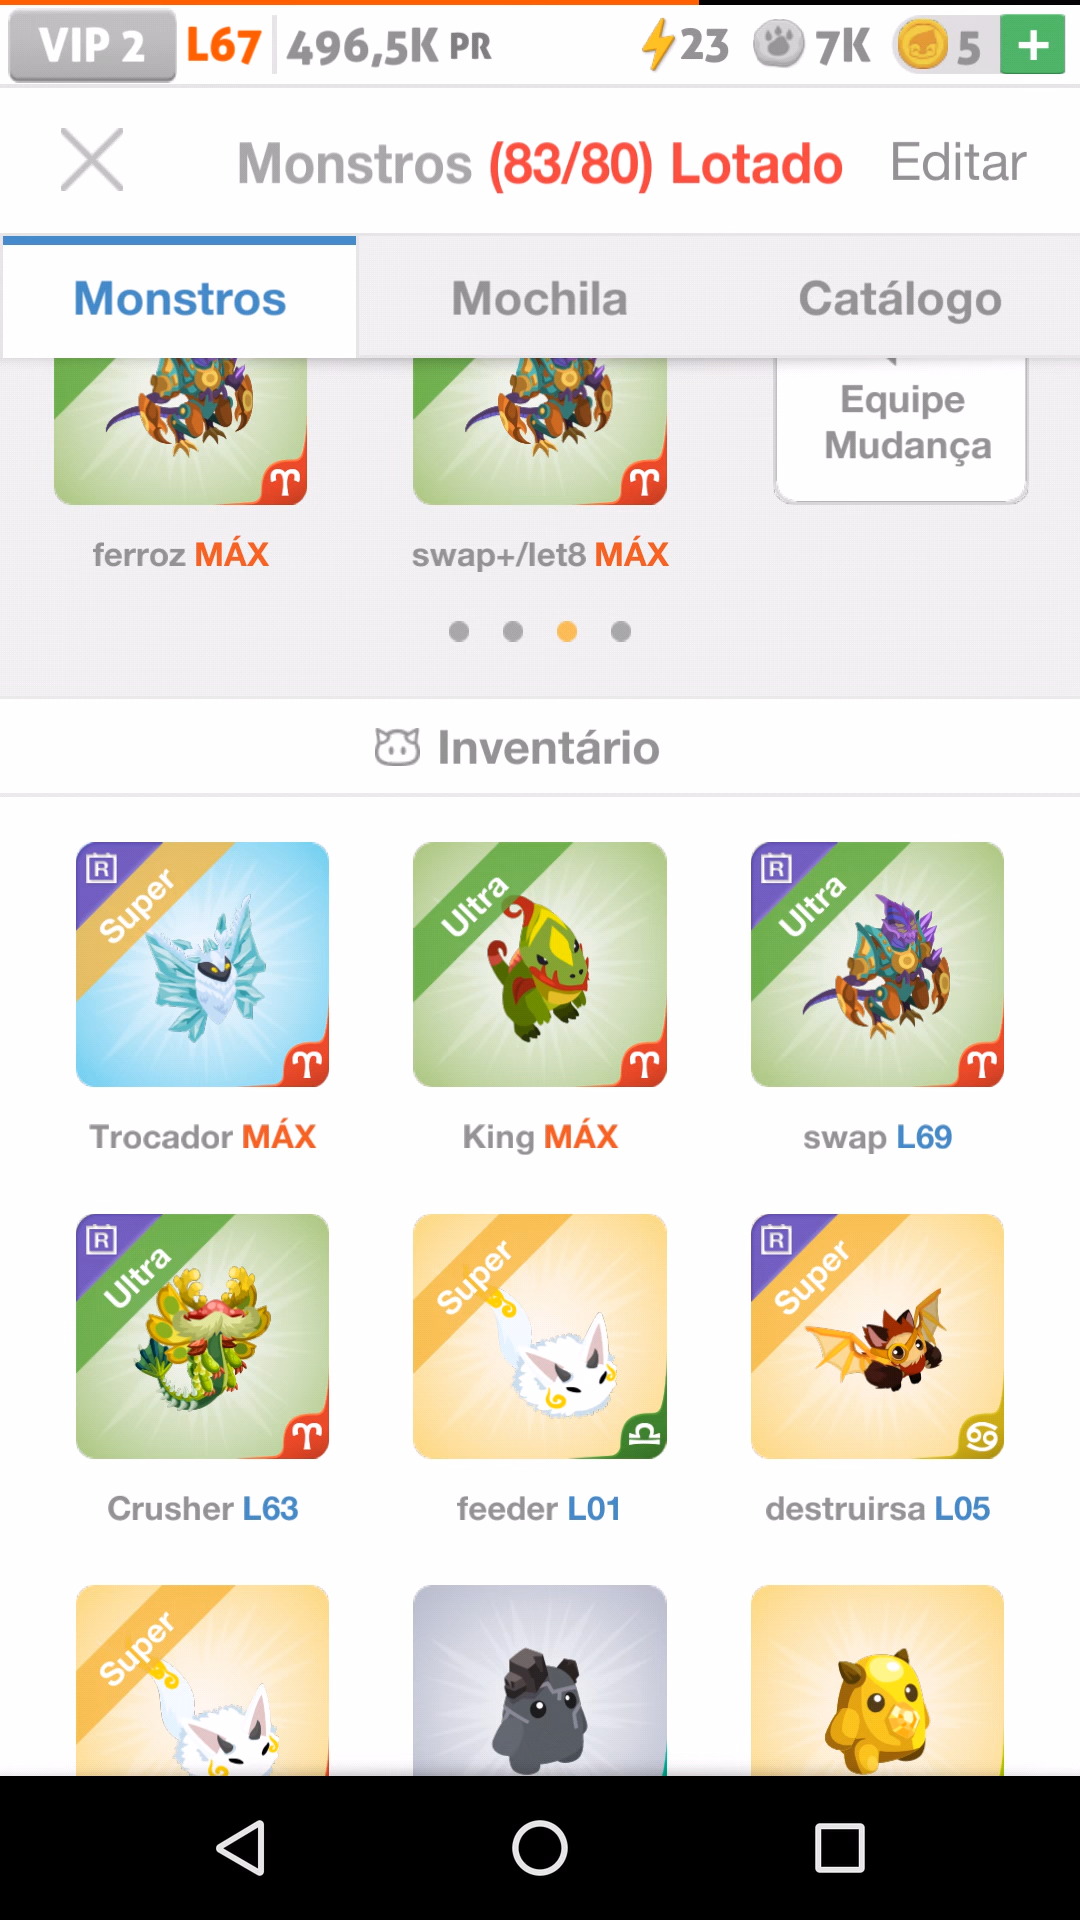 VIP 2 L67 496,5K PR 23 7K 5 +
Monstros (83/80) Lotado Editar
Monstros Mochila Catálogo
Equipe
Mudança
ferroz MÁX swap+/let8 MÁX
Inventário
R Super Ultra R Ultra
Trocador MÁX King MÁX swap L69
R Ultra Super R Super
Crusher L63 feeder L01 destruirsa L05
Super